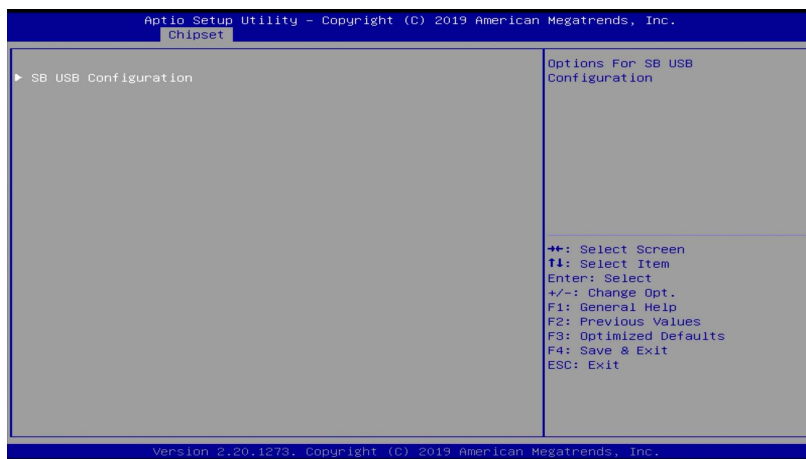 Aptio Setup Utility – Copyright (C) 2019 American Megatrends, Inc.
Chipset
▶ SB USB Configuration
Options For SB USB
Configuration
→←: Select Screen
↑↓: Select Item
Enter: Select
+/-: Change Opt.
F1: General Help
F2: Previous Values
F3: Optimized Defaults
F4: Save & Exit
ESC: Exit
Version 2.20.1273. Copyright (C) 2019 American Megatrends, Inc.